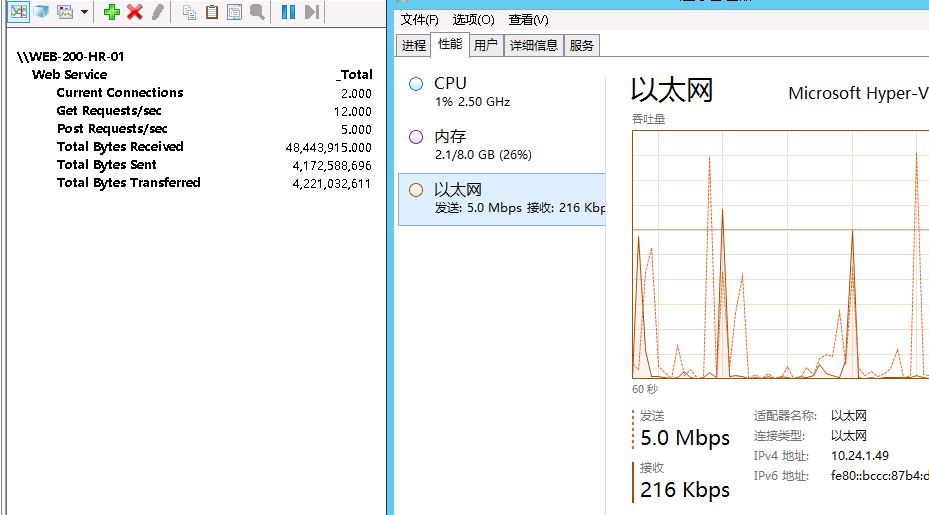 \\WEB-200-HR-01
Web Service _Total
Current Connections 2.000
Get Requests/sec 12.000
Post Requests/sec 5.000
Total Bytes Received 48,443,915.000
Total Bytes Sent 4,172,588,696
Total Bytes Transferred 4,221,032,611
文件(F) 选项(O) 查看(V)
进程 性能 用户 详细信息 服务
CPU
1% 2.50 GHz
内存
2.1/8.0 GB (26%)
以太网
发送: 5.0 Mbps 接收: 216 Kbp
以太网 Microsoft Hyper-V
吞吐量
60 秒
发送
5.0 Mbps
接收
216 Kbps
适配器名称: 以太网
连接类型: 以太网
IPv4 地址: 10.24.1.49
IPv6 地址: fe80::bccc:87b4:d